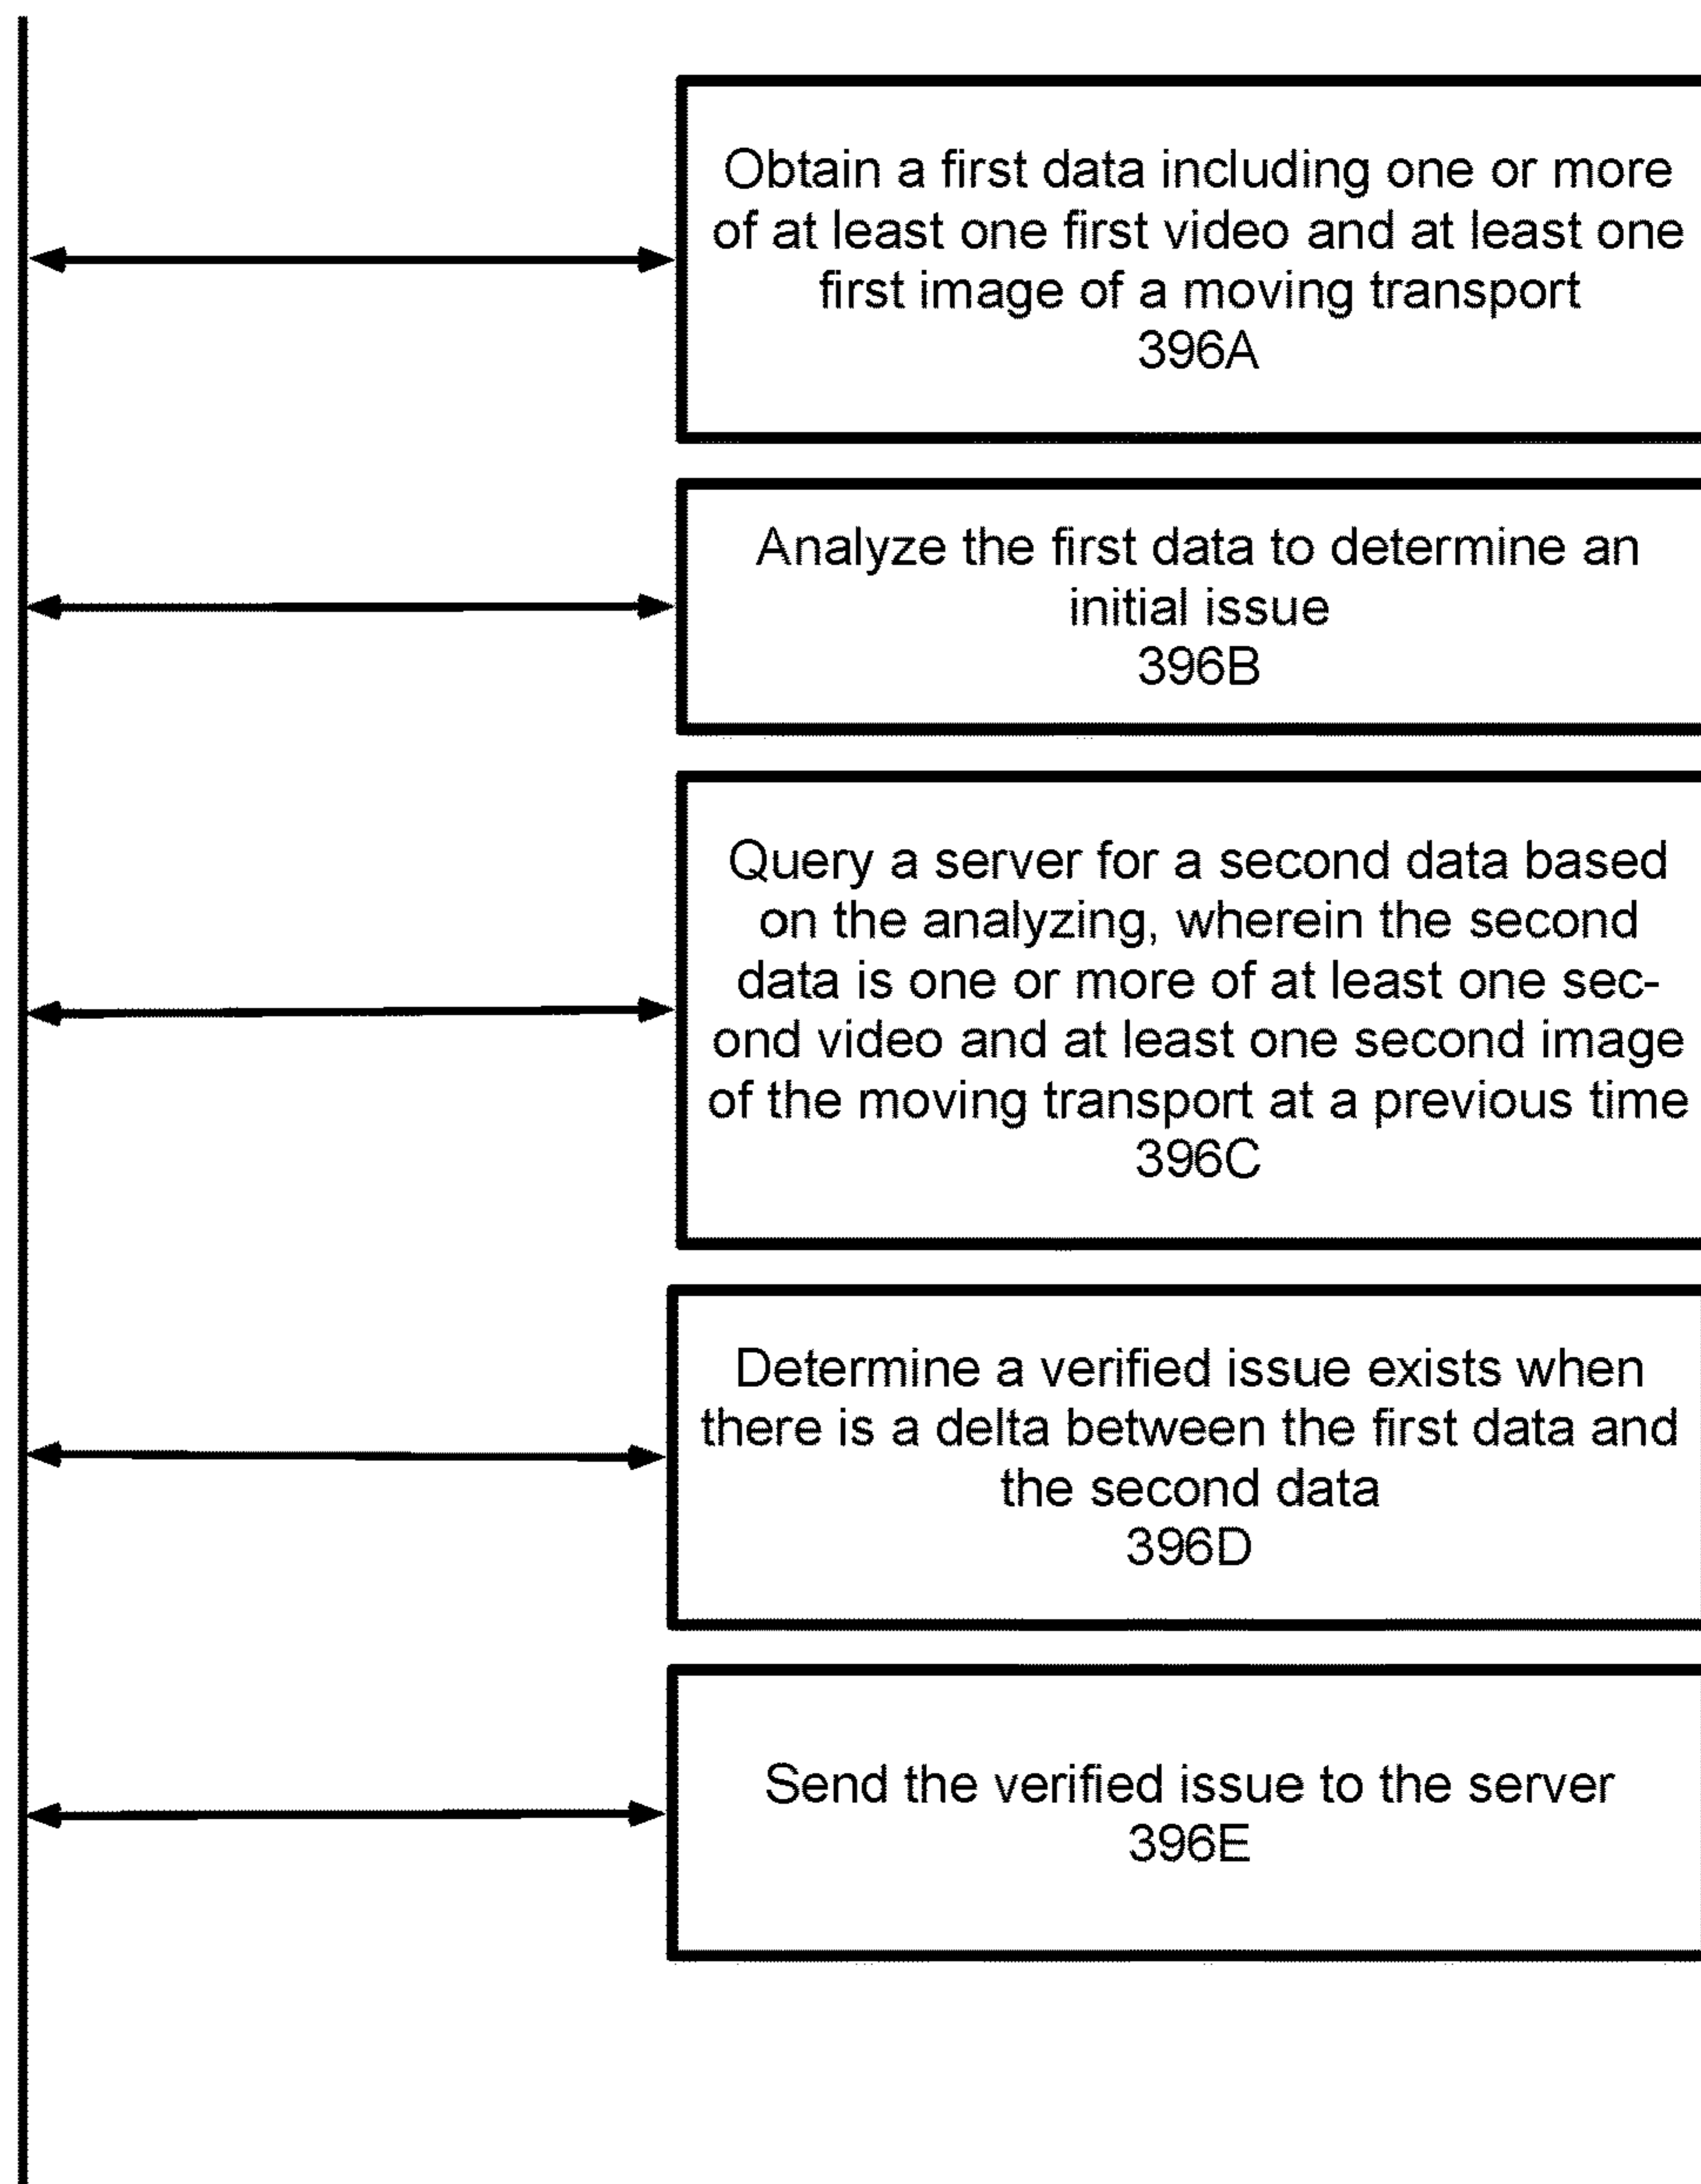 Obtain a first data including one or more
of at least one first video and at least one
first image of a moving transport
396A
Analyze the first data to determine an
initial issue
396B
Query a server for a second data based
on the analyzing, wherein the second
data is one or more of at least one sec-
ond video and at least one second image
of the moving transport at a previous time
396C
Determine a verified issue exists when
there is a delta between the first data and
the second data
396D
Send the verified issue to the server
396E